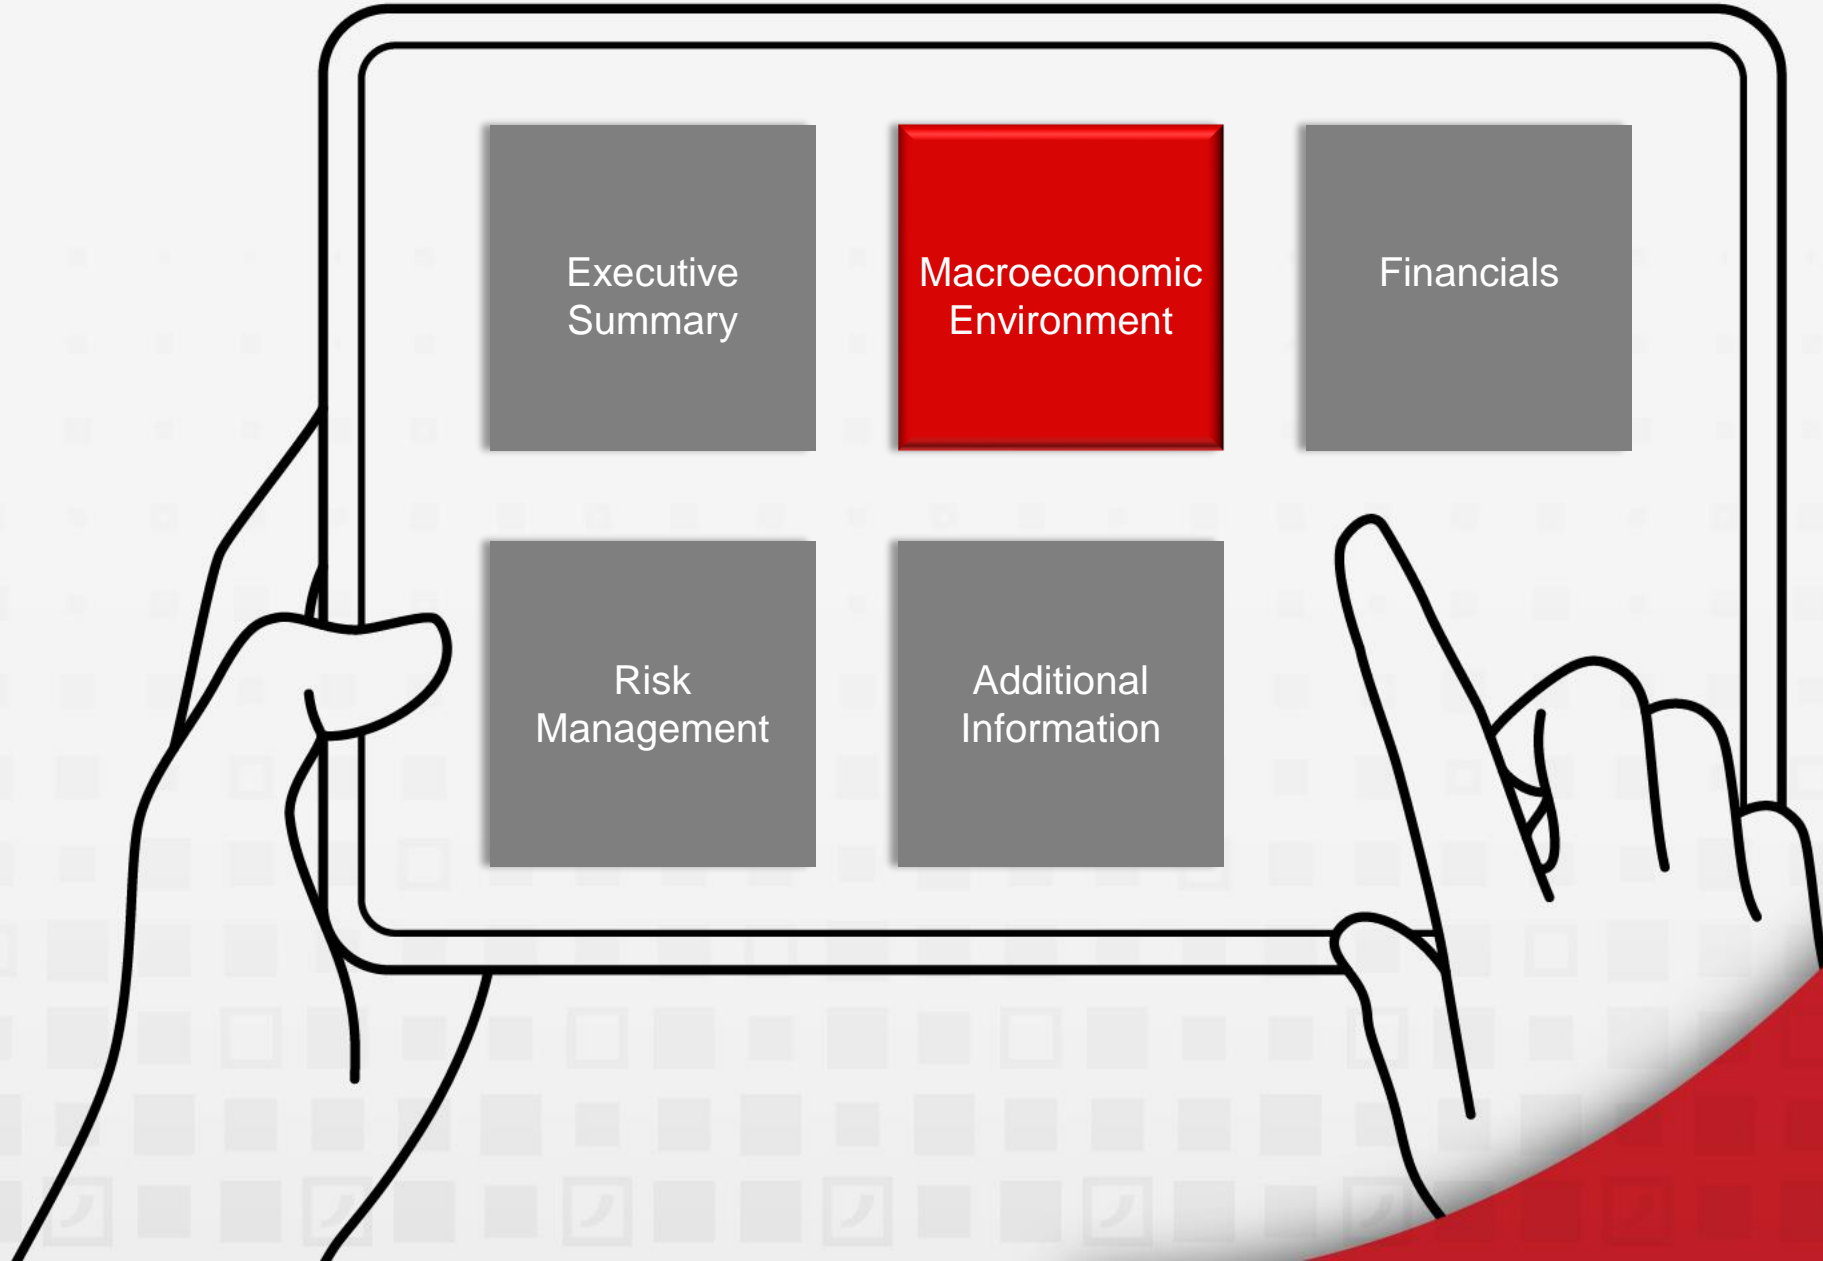 Executive
Summary
Macroeconomic
Environment
Financials
Risk
Management
Additional
Information